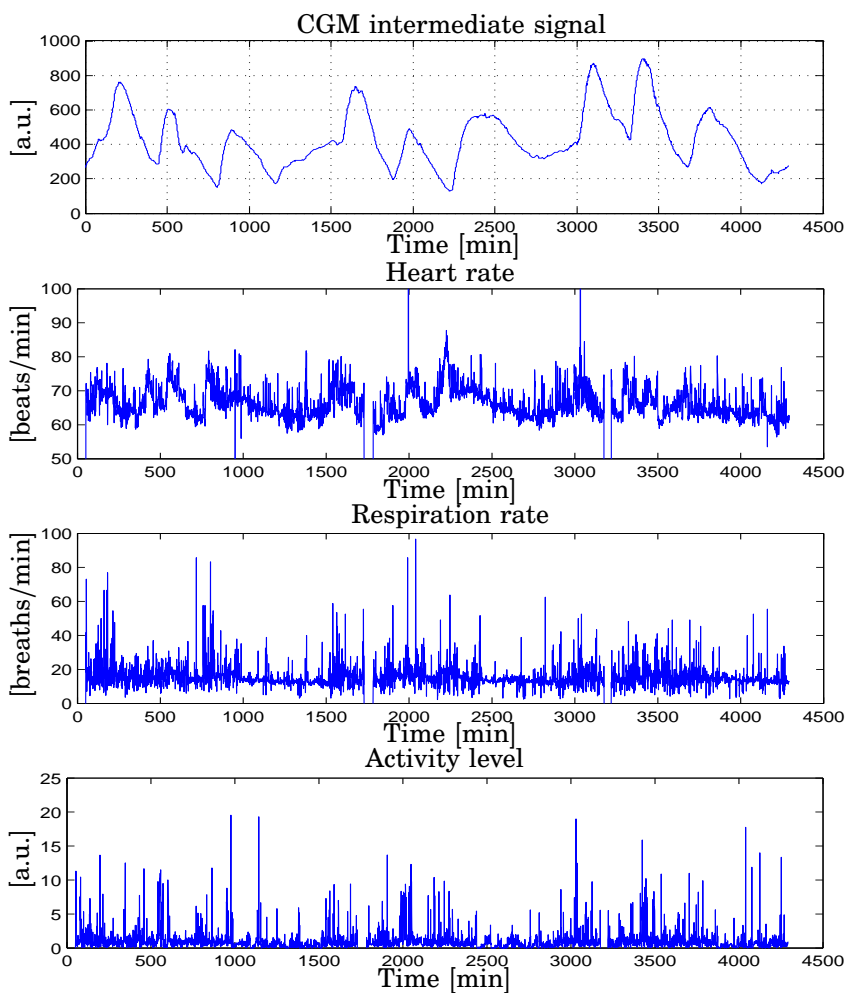 CGM intermediate signal
1000
800
600
400
200
0
[a.u.]
0 500 1000 1500 2000 2500 3000 3500 4000 4500
Time [min]
Heart rate
100
90
80
70
60
50
[beats/min]
0 500 1000 1500 2000 2500 3000 3500 4000 4500
Time [min]
Respiration rate
100
80
60
40
20
0
[breaths/min]
0 500 1000 1500 2000 2500 3000 3500 4000 4500
Time [min]
Activity level
25
20
15
10
5
0
[a.u.]
0 500 1000 1500 2000 2500 3000 3500 4000 4500
Time [min]